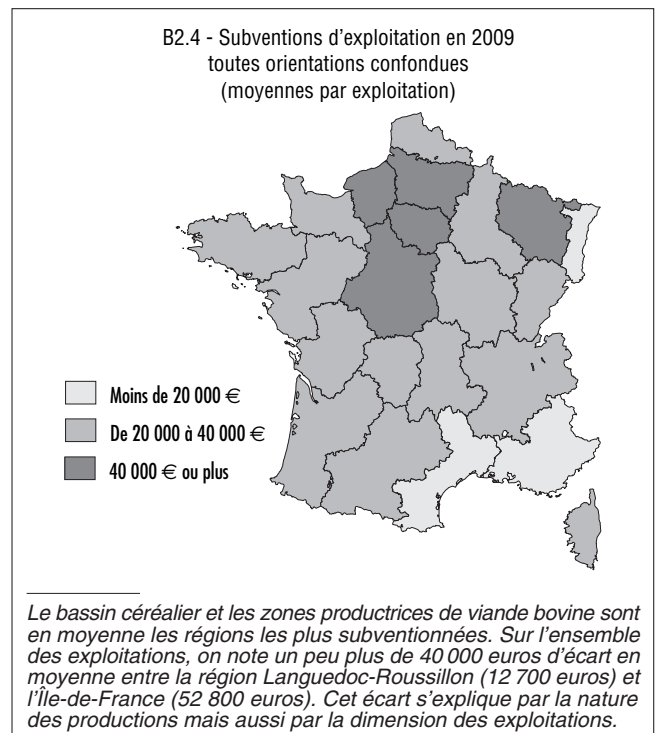 B2.4 - Subventions d’exploitation en 2009
toutes orientations confondues
(moyennes par exploitation)
Moins de 20 000 €
De 20 000 à 40 000 €
40 000 € ou plus
Le bassin céréalier et les zones productrices de viande bovine sont
en moyenne les régions les plus subventionnées. Sur l’ensemble
des exploitations, on note un peu plus de 40 000 euros d’écart en
moyenne entre la région Languedoc-Roussillon (12 700 euros) et
l’Île-de-France (52 800 euros). Cet écart s’explique par la nature
des productions mais aussi par la dimension des exploitations.